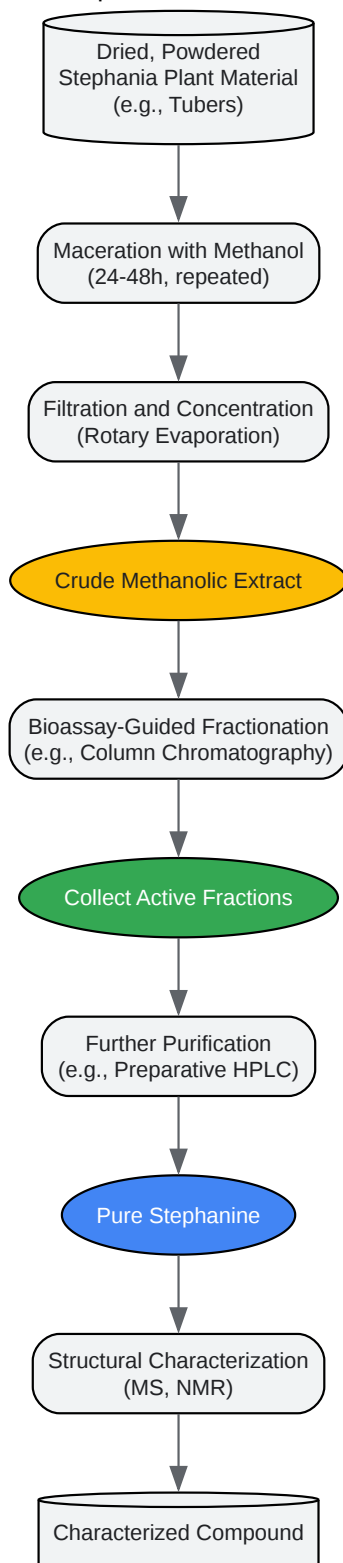 Dried, Powdered
Stephania Plant Material
(e.g., Tubers)
Maceration with Methanol
(24-48h, repeated)
Filtration and Concentration
(Rotary Evaporation)
Crude Methanolic Extract
Bioassay-Guided Fractionation
(e.g., Column Chromatography)
Collect Active Fractions
Further Purification
(e.g., Preparative HPLC)
Pure Stephanine
Structural Characterization
(MS, NMR)
Characterized Compound